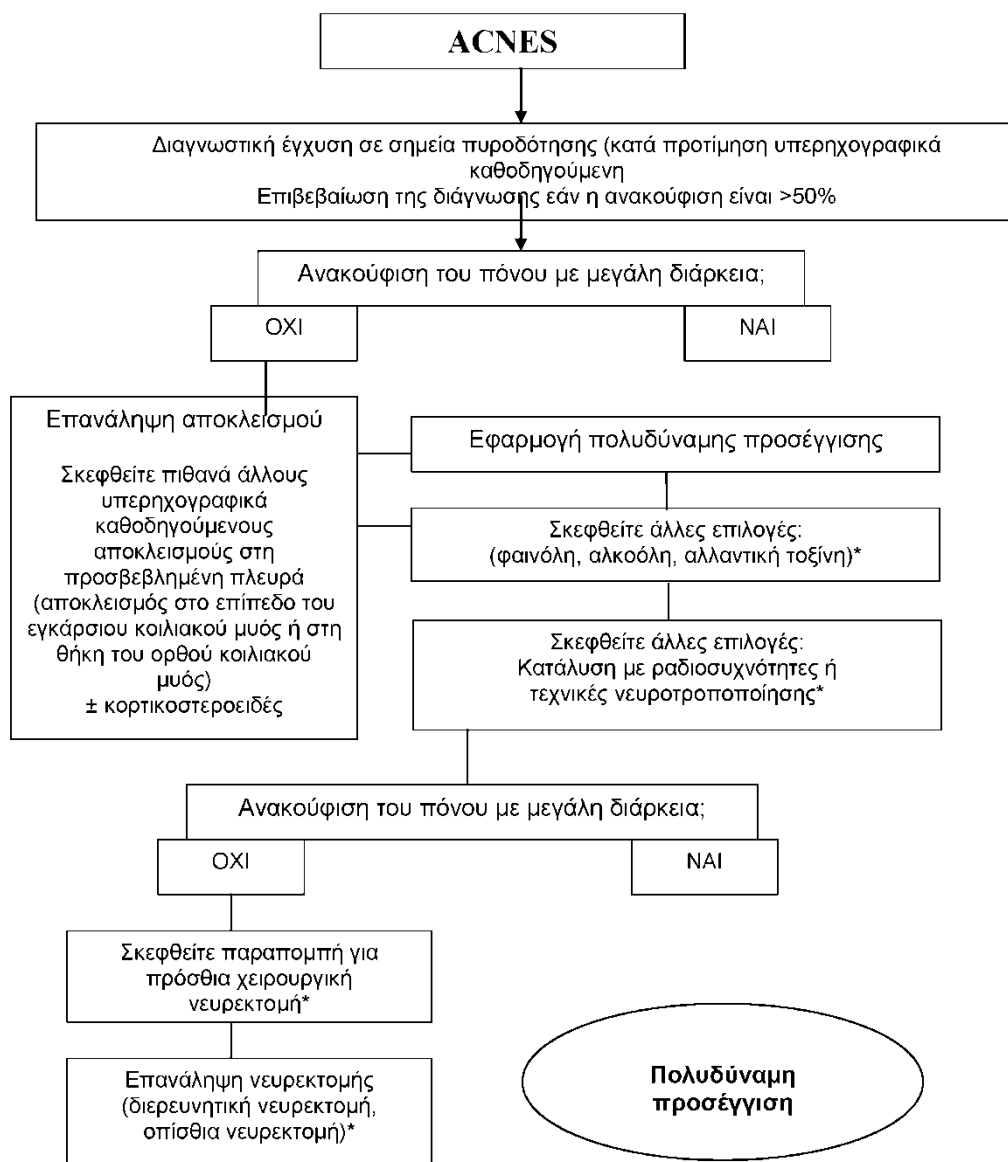 ACNES
Διαγνωστική έγχυση σε σημεία πυροδότησης (κατά προτίμηση υπερηχογραφικά
καθοδηγούμενη
Επιβεβαίωση της διάγνωσης εάν η ανακούφιση είναι >50%
Ανακούφιση του πόνου με μεγάλη διάρκεια;
ΟΧΙ
ΝΑΙ
Επανάληψη αποκλεισμού
Σκεφθείτε πιθανά άλλους
υπερηχογραφικά
καθοδηγούμενους
αποκλεισμούς στη
προσβεβλημένη πλευρά
(αποκλεισμός στο επίπεδο του
εγκάρσιου κοιλιακού μυός ή στη
θήκη του ορθού κοιλιακού
μυός)
± κορτικοστεροειδές
Εφαρμογή πολυδύναμης προσέγγισης
Σκεφθείτε άλλες επιλογές:
(φαινόλη, αλκοόλη, αλλαντική τοξίνη)*
Σκεφθείτε άλλες επιλογές:
Κατάλυση με ραδιοσυχνότητες ή
τεχνικές νευροτροποποίησης*
Ανακούφιση του πόνου με μεγάλη διάρκεια;
ΟΧΙ
ΝΑΙ
Σκεφθείτε παραπομπή για
πρόσθια χειρουργική
νευρεκτομή*
Επανάληψη νευρεκτομής
(διερευνητική νευρεκτομή,
οπίσθια νευρεκτομή)*
Πολυδύναμη
προσέγγιση